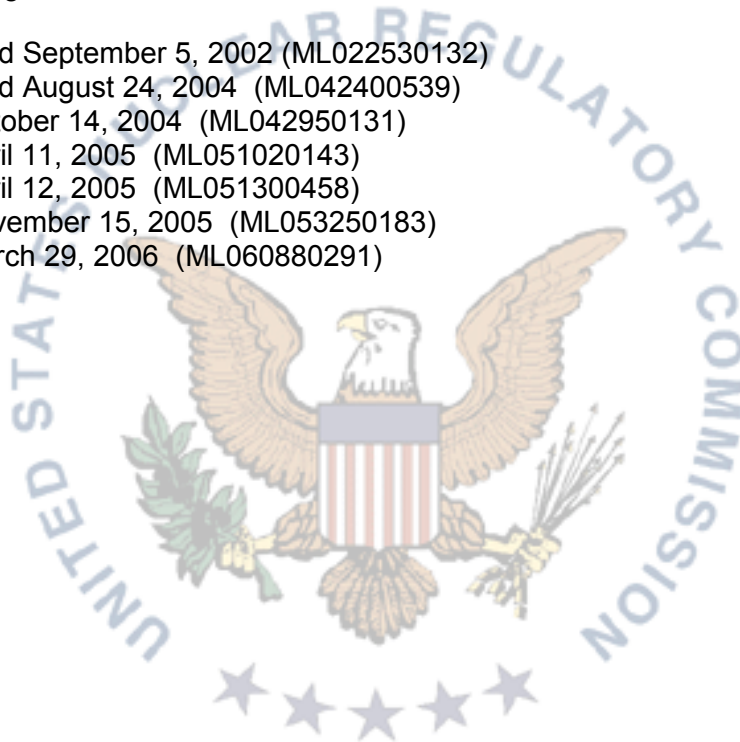 d September 5, 2002 (ML022530132)
d August 24, 2004 (ML042400539)
tober 14, 2004 (ML042950131)
il 11, 2005 (ML051020143)
il 12, 2005 (ML051300458)
vember 15, 2005 (ML053250183)
rch 29, 2006 (ML060880291)
UNITED STATES NUCLEAR REGULATORY COMMISSION